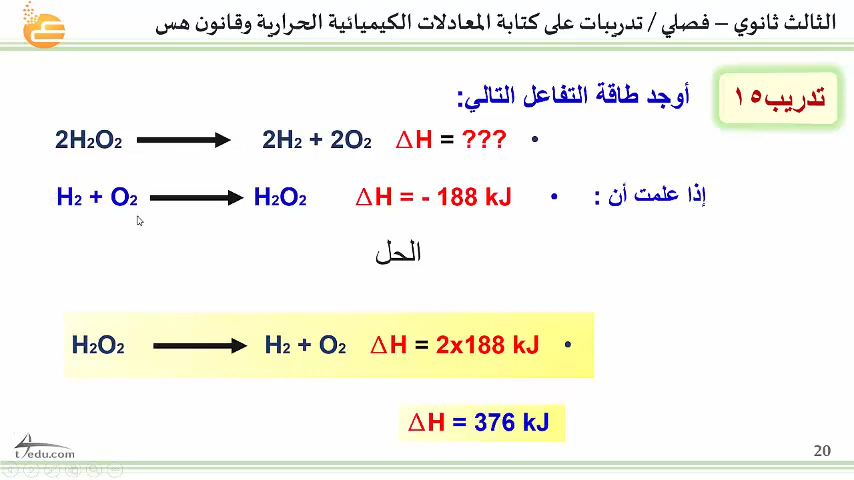 الثالث ثانوي – فصلي / تدريبات على كتابة المعادلات الكيميائية الحرارية وقانون هس
تدريب١٥
أوجد طاقة التفاعل التالي:
2H₂O₂ ⟶ 2H₂ + 2O₂ ΔH = ??? •
إذا علمت أن :
• H₂ + O₂ ⟶ H₂O₂ ΔH = - 188 kJ
الحل
H₂O₂ ⟶ H₂ + O₂ ΔH = 2x188 kJ •
ΔH = 376 kJ
t4edu.com
20